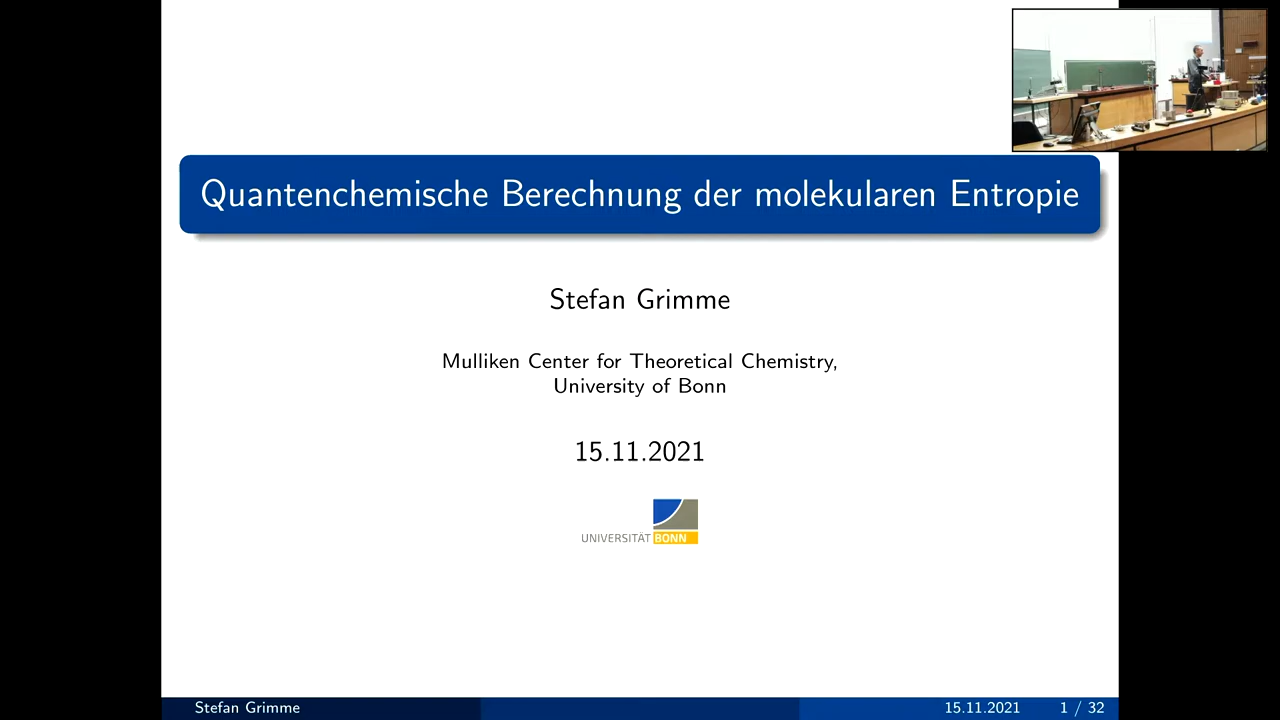 Quantenchemische Berechnung der molekularen Entropie
Stefan Grimme
Mulliken Center for Theoretical Chemistry,
University of Bonn
15.11.2021
UNIVERSITÄT BONN
Stefan Grimme
15.11.2021
1 / 32